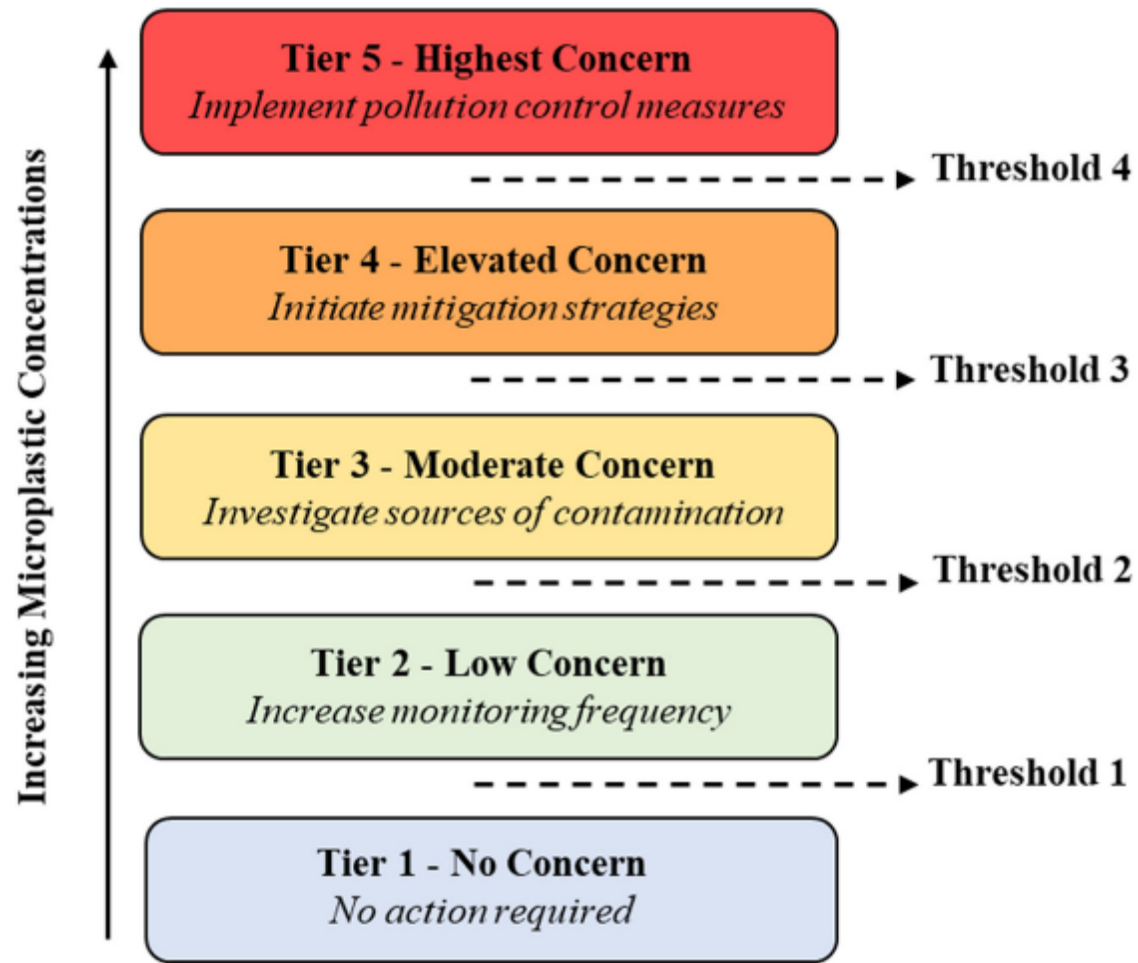 Increasing Microplastic Concentrations
Tier 5 - Highest Concern
Implement pollution control measures
Threshold 4
Tier 4 - Elevated Concern
Initiate mitigation strategies
Threshold 3
Tier 3 - Moderate Concern
Investigate sources of contamination
Threshold 2
Tier 2 - Low Concern
Increase monitoring frequency
Threshold 1
Tier 1 - No Concern
No action required